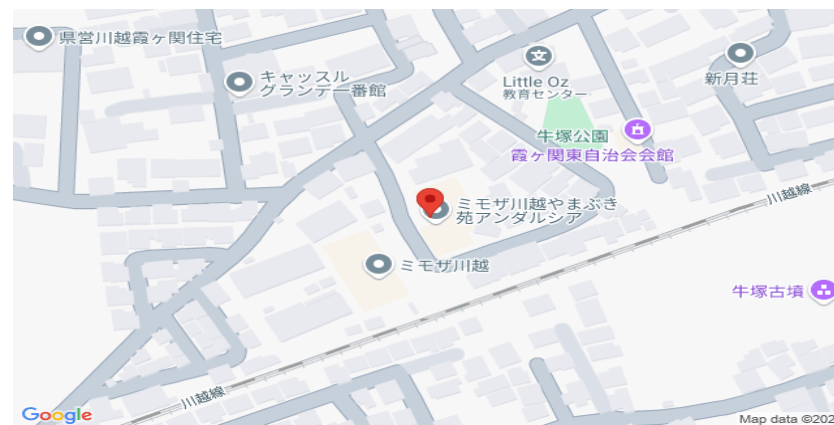 県営川越霞ヶ関住宅
キャッスル
グランデ一番館
文
Little Oz
教育センター
新月荘
牛塚公園
霞ヶ関東自治会会館
川越線
ミモザ川越やまぶき
苑アンダルシア
ミモザ川越
牛塚古墳
川越線
Google
Map data ©202